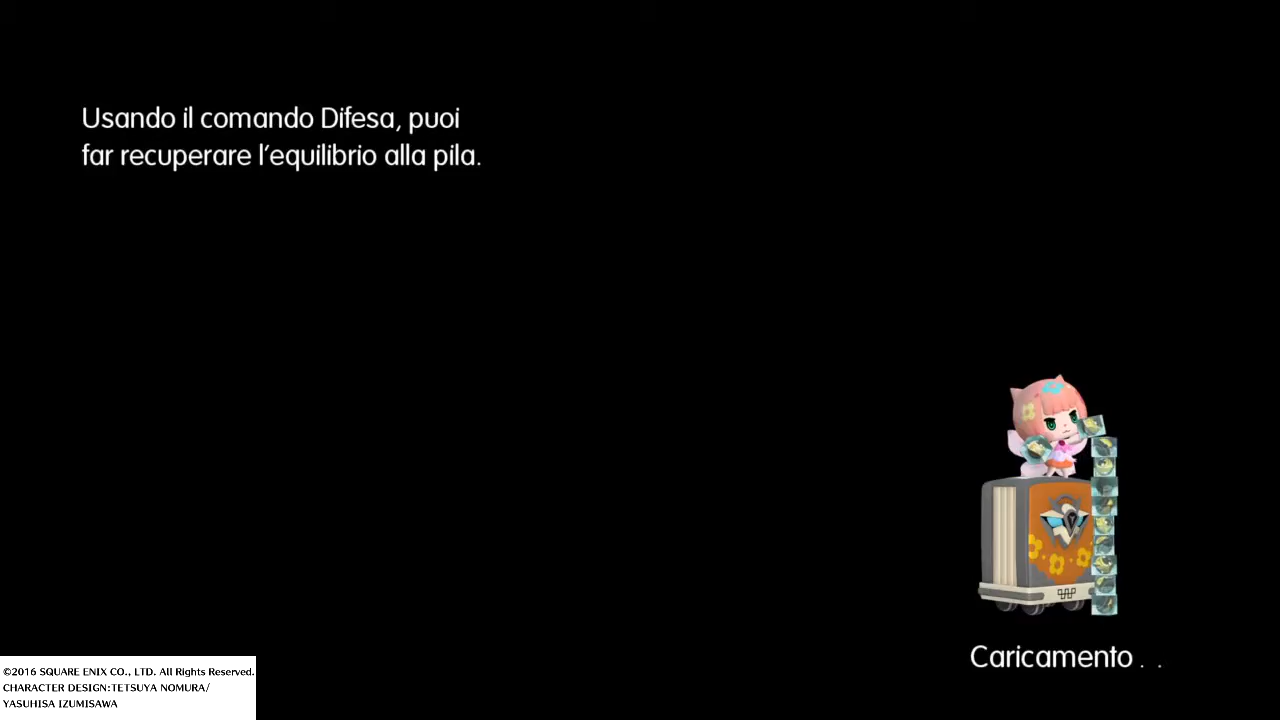 Usando il comando Difesa, puoi
far recuperare l'equilibrio alla pila.
Caricamento . .
©2016 SQUARE ENIX CO., LTD. All Rights Reserved.
CHARACTER DESIGN:TETSUYA NOMURA/
YASUHISA IZUMISAWA